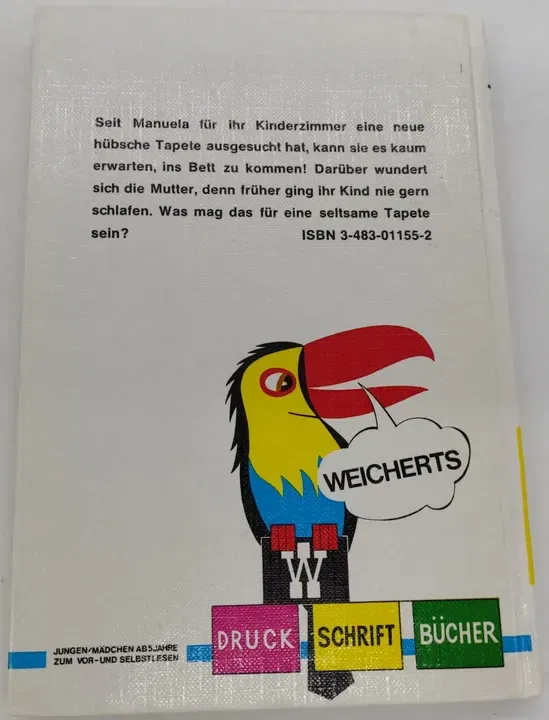 Seit Manuela für ihr Kinderzimmer eine neue
hübsche Tapete ausgesucht hat, kann sie es kaum
erwarten, ins Bett zu kommen! Darüber wundert
sich die Mutter, denn früher ging ihr Kind nie gern
schlafen. Was mag das für eine seltsame Tapete
sein? ISBN 3-483-01155-2
WEICHERTS
W
DRUCK SCHRIFT BÜCHER
JUNGEN/MÄDCHEN AB 5 JAHRE
ZUM VOR- UND SELBSTLESEN